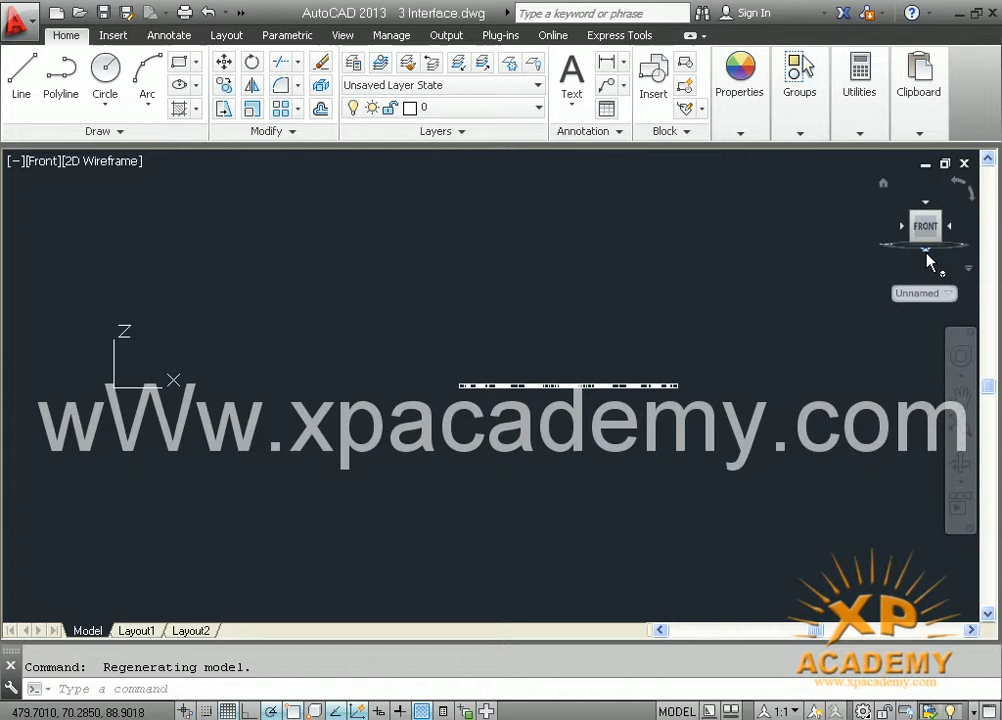 AutoCAD 2013   3 Interface.dwg
Type a keyword or phrase
Sign In
Home Insert Annotate Layout Parametric View Manage Output Plug-ins Online Express Tools
Line Polyline Circle Arc
Draw
Modify
Unsaved Layer State
0
Layers
Text
Annotation
Insert
Block
Properties
Groups
Utilities
Clipboard
[−][Front][2D Wireframe]
FRONT
Unnamed
Z
X
wWw.xpacademy.com
Model Layout1 Layout2
Command:  Regenerating model.
Type a command
479.7010, 70.2850, 88.9018
MODEL
1:1
XP
ACADEMY
www.xpacademy.com